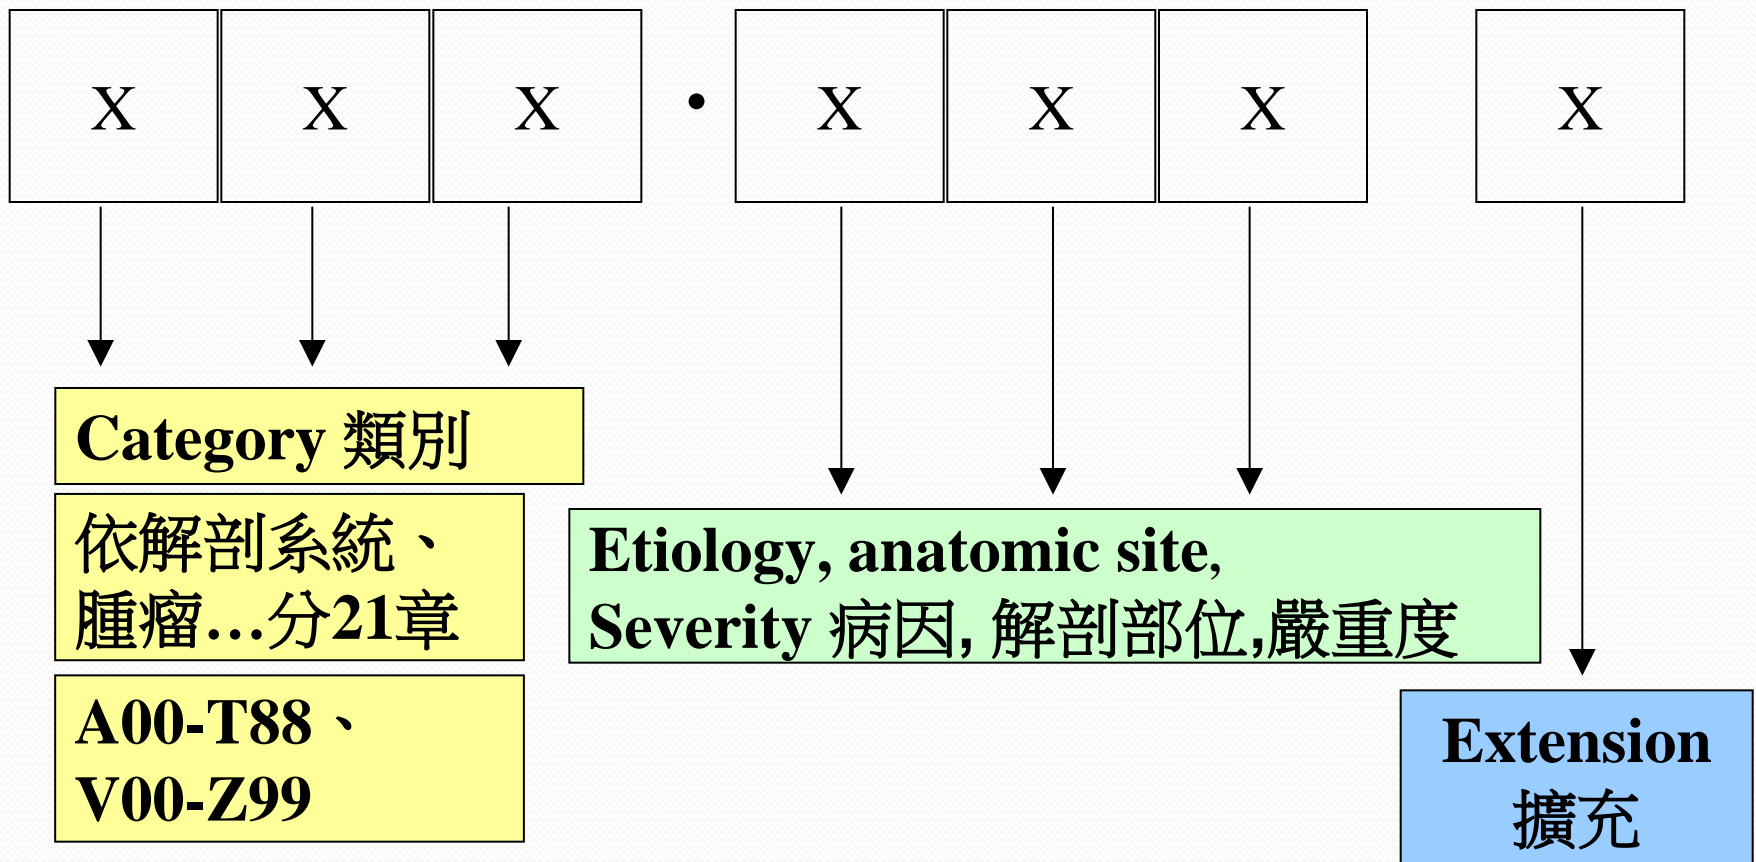 X X X • X X X X
Category 類別
依解剖系統、
腫瘤…分21章
A00-T88、
V00-Z99
Etiology, anatomic site,
Severity 病因, 解剖部位,嚴重度
Extension
擴充